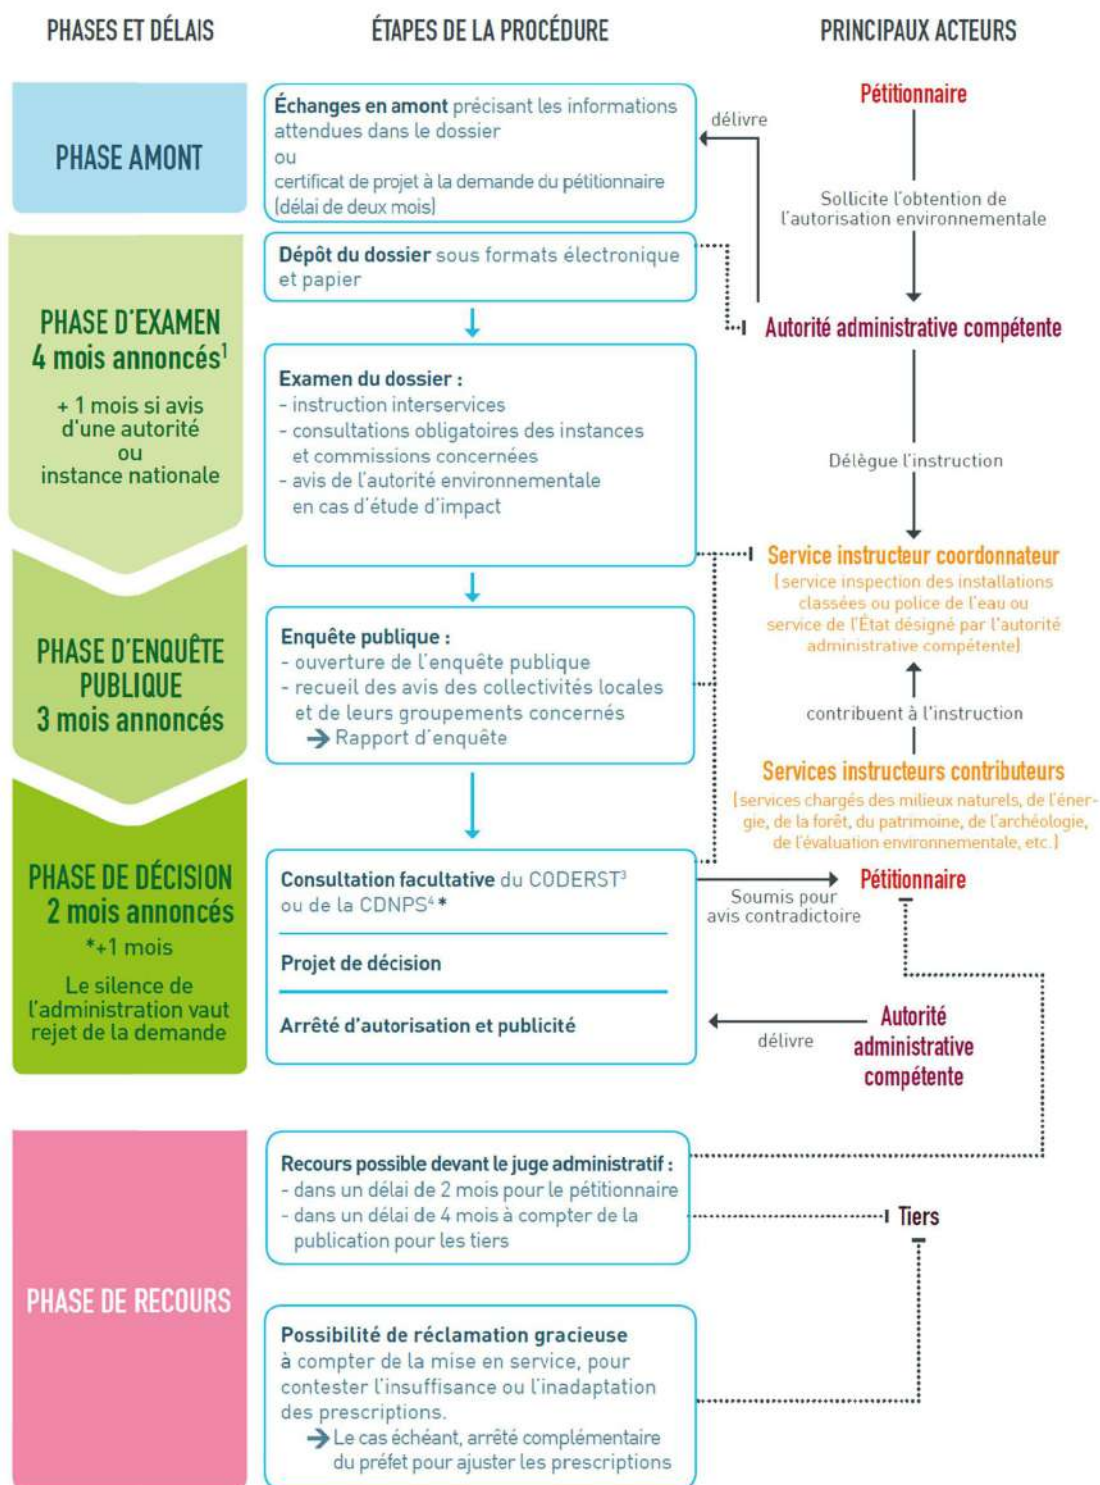 PHASES ET DÉLAIS
ÉTAPES DE LA PROCÉDURE
PRINCIPAUX ACTEURS
PHASE AMONT
Échanges en amont précisant les informations
attendues dans le dossier
ou
certificat de projet à la demande du pétitionnaire
(délai de deux mois)
délivre
Pétitionnaire
Sollicite l'obtention de
l'autorisation environnementale
PHASE D'EXAMEN
4 mois annoncés¹
+ 1 mois si avis
d'une autorité
ou
instance nationale
Dépôt du dossier sous formats électronique
et papier
Autorité administrative compétente
Examen du dossier :
- instruction interservices
- consultations obligatoires des instances
et commissions concernées
- avis de l'autorité environnementale
en cas d'étude d'impact
Délègue l'instruction
Service instructeur coordonnateur
(service inspection des installations
classées ou police de l'eau ou
service de l'État désigné par l'autorité
administrative compétente)
PHASE D'ENQUÊTE
PUBLIQUE
3 mois annoncés
Enquête publique :
- ouverture de l'enquête publique
- recueil des avis des collectivités locales
et de leurs groupements concernés
→ Rapport d'enquête
contribuent à l'instruction
Services instructeurs contributeurs
(services chargés des milieux naturels, de l'éner-
gie, de la forêt, du patrimoine, de l'archéologie,
de l'évaluation environnementale, etc.)
PHASE DE DÉCISION
2 mois annoncés
*+1 mois
Le silence de
l'administration vaut
rejet de la demande
Consultation facultative du CODERST³
ou de la CDNPS⁴ *
Projet de décision
Arrêté d'autorisation et publicité
Soumis pour
avis contradictoire
Pétitionnaire
délivre
Autorité
administrative
compétente
PHASE DE RECOURS
Recours possible devant le juge administratif :
- dans un délai de 2 mois pour le pétitionnaire
- dans un délai de 4 mois à compter de la
publication pour les tiers
Tiers
Possibilité de réclamation gracieuse
à compter de la mise en service, pour
contester l'insuffisance ou l'inadaptation
des prescriptions.
→ Le cas échéant, arrêté complémentaire
du préfet pour ajuster les prescriptions